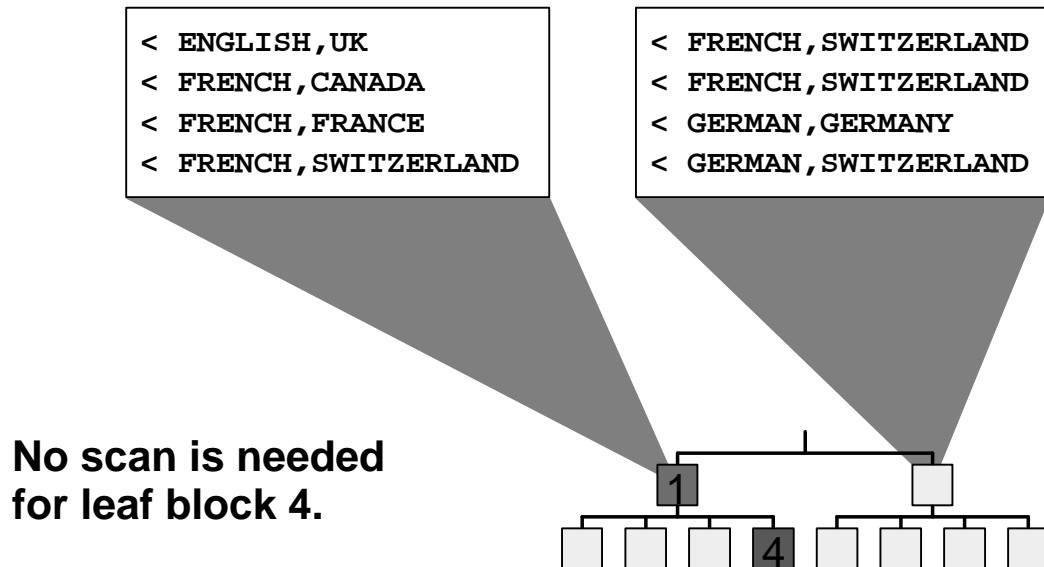 < ENGLISH,UK
< FRENCH,CANADA
< FRENCH,FRANCE
< FRENCH,SWITZERLAND
< FRENCH,SWITZERLAND
< FRENCH,SWITZERLAND
< GERMAN,GERMANY
< GERMAN,SWITZERLAND
No scan is needed
for leaf block 4.
1
4